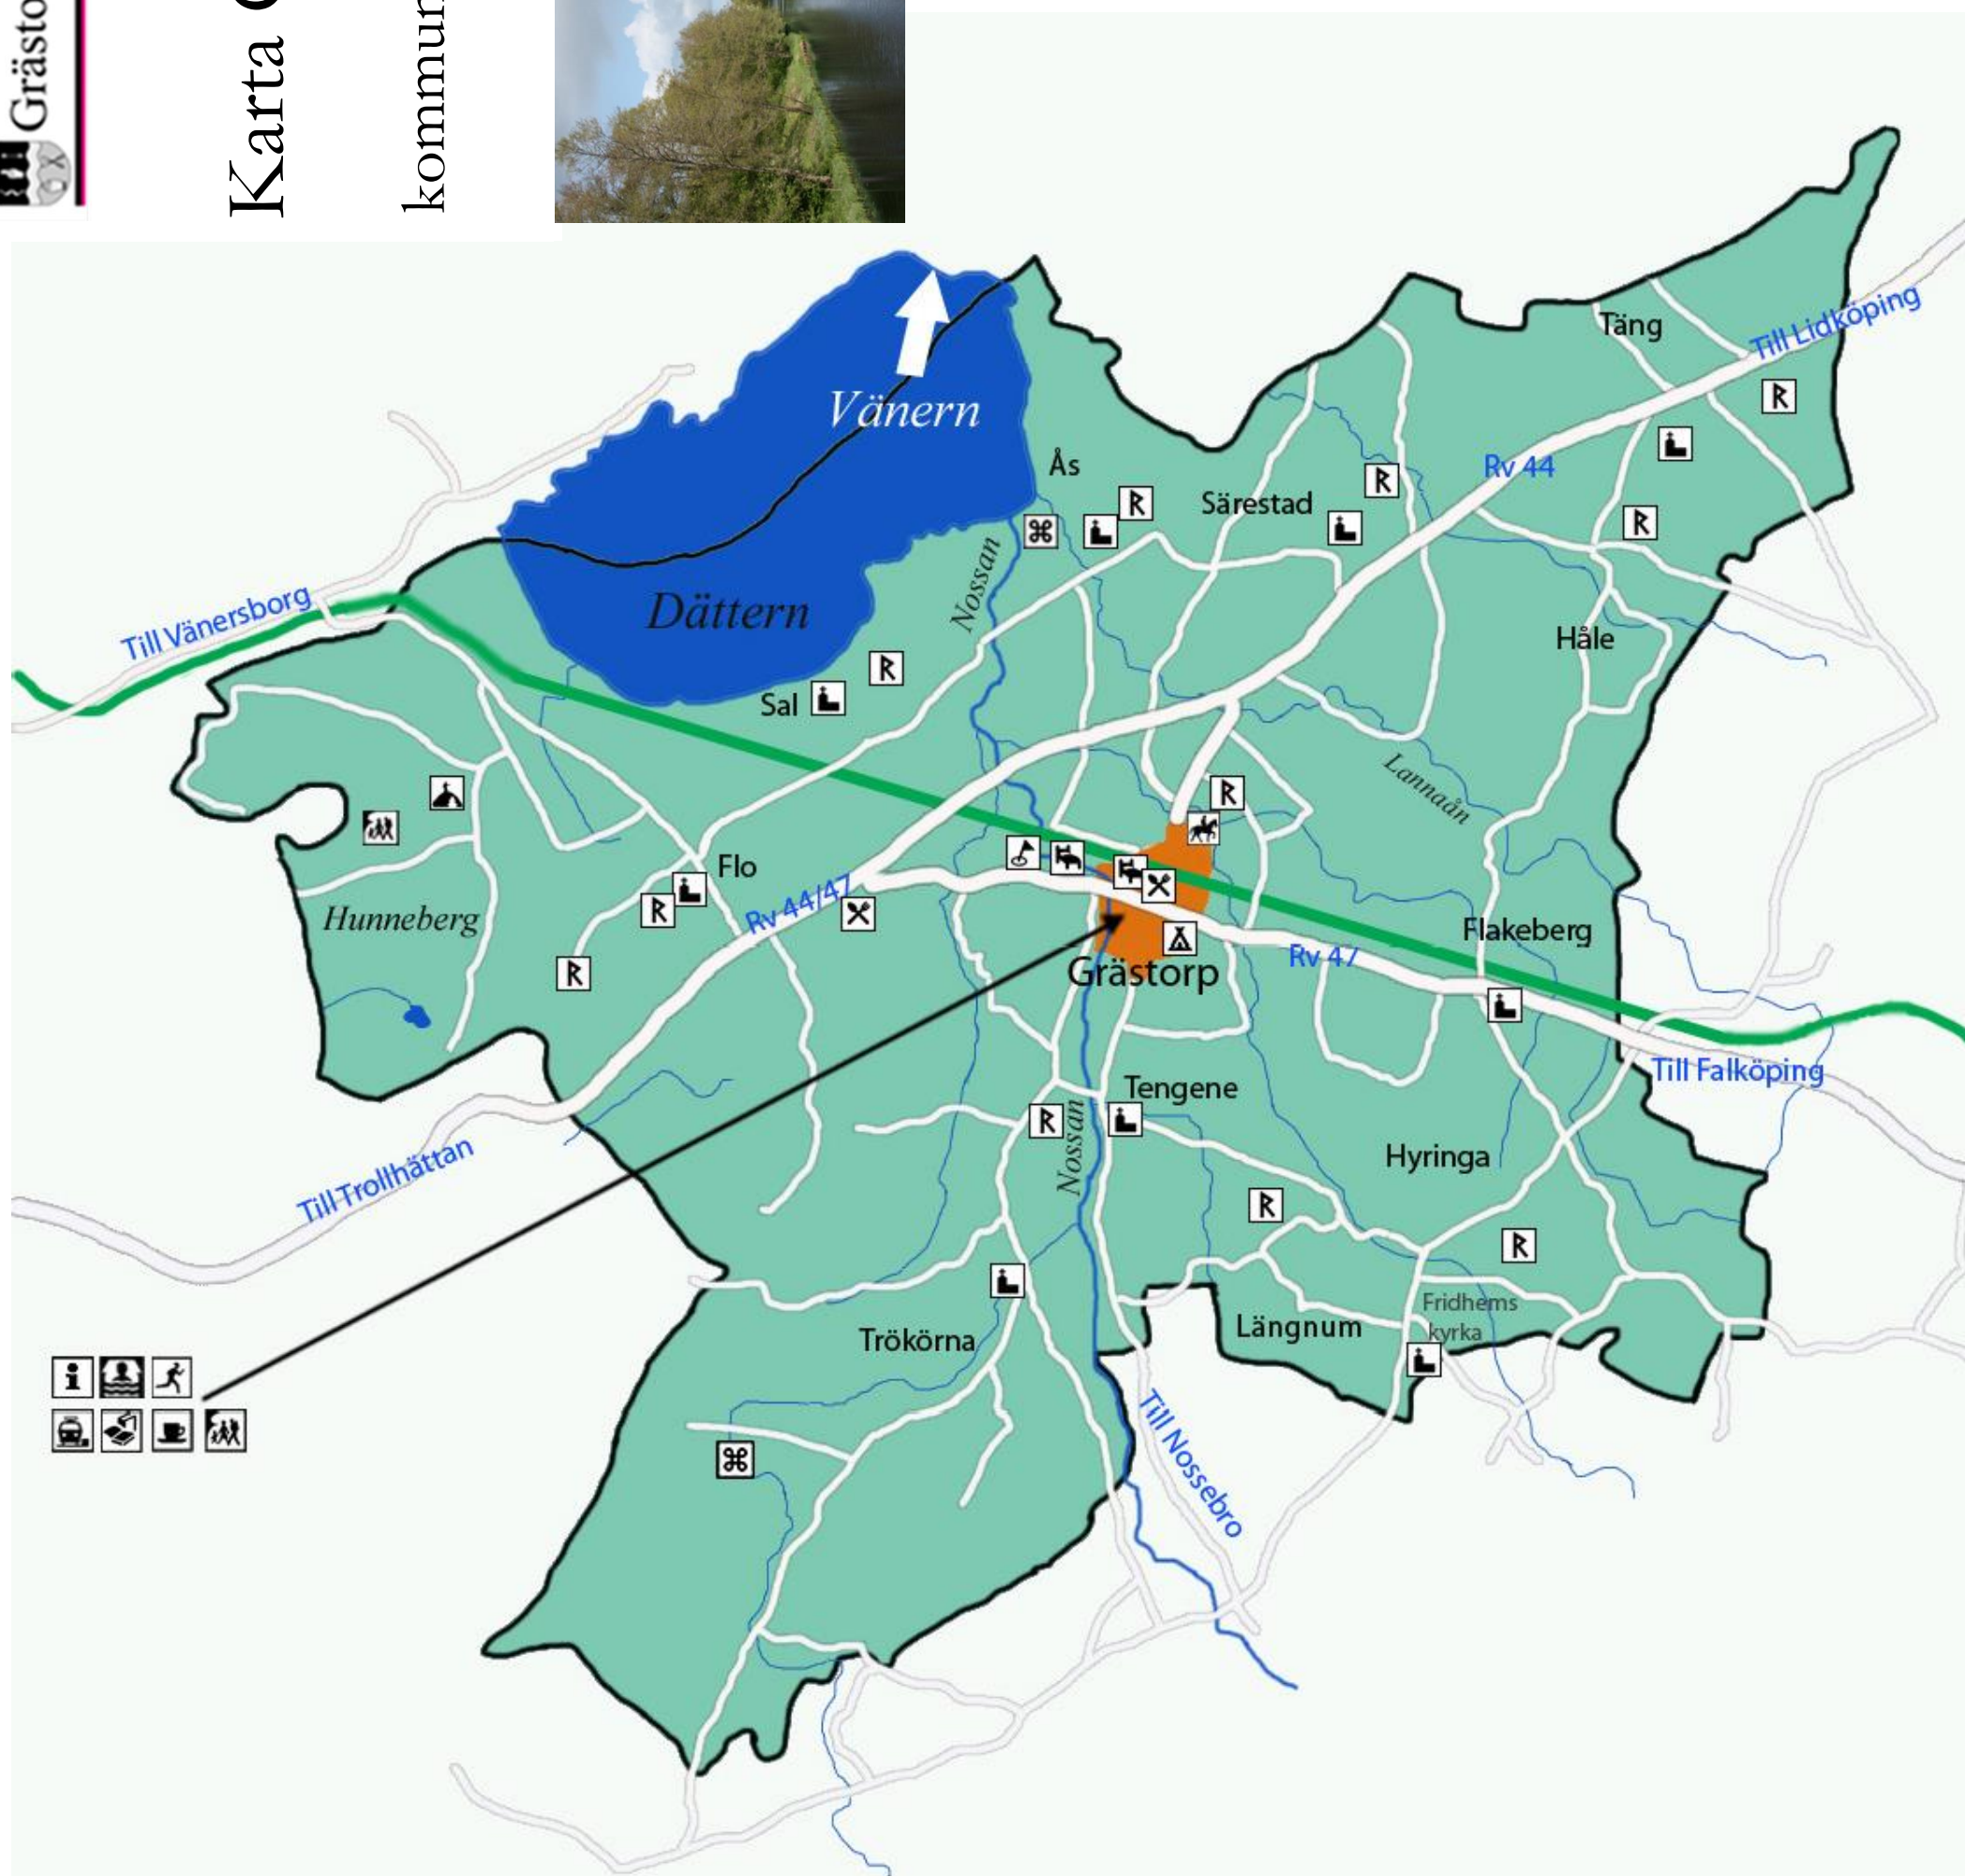 Grästo
Karta
kommun
Täng
Till Lidköping
Vänern
Ås
Rv 44
Särestad
Nossan
Till Vänersborg
Dättern
Håle
Sal
Lannaån
Flo
Rv 44/47
Hunneberg
Flakeberg
Grästorp
Rv 47
Till Falköping
Tengene
Nossan
Hyringa
Till Trollhättan
Fridhems
kyrka
Längnum
Trökörna
Till Nossebro